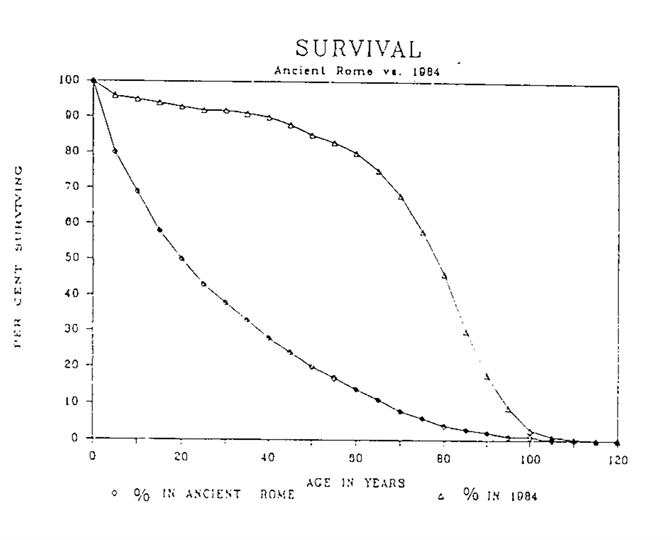 SURVIVAL
Ancient Rome vs. 1984
PER CENT SURVIVING
100
90
80
70
60
50
40
30
20
10
0
0 20 40 60 80 100 120
AGE IN YEARS
% IN ANCIENT ROME
% IN 1984